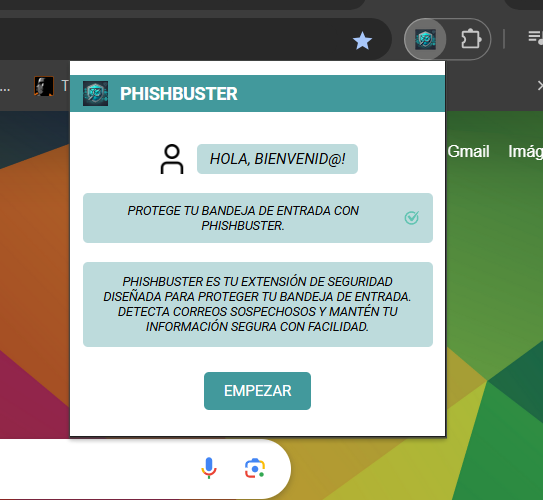 ... T
PHISHBUSTER
HOLA, BIENVENID@!
Gmail Imág
PROTEGE TU BANDEJA DE ENTRADA CON
PHISHBUSTER.
PHISHBUSTER ES TU EXTENSIÓN DE SEGURIDAD
DISEÑADA PARA PROTEGER TU BANDEJA DE ENTRADA.
DETECTA CORREOS SOSPECHOSOS Y MANTÉN TU
INFORMACIÓN SEGURA CON FACILIDAD.
EMPEZAR